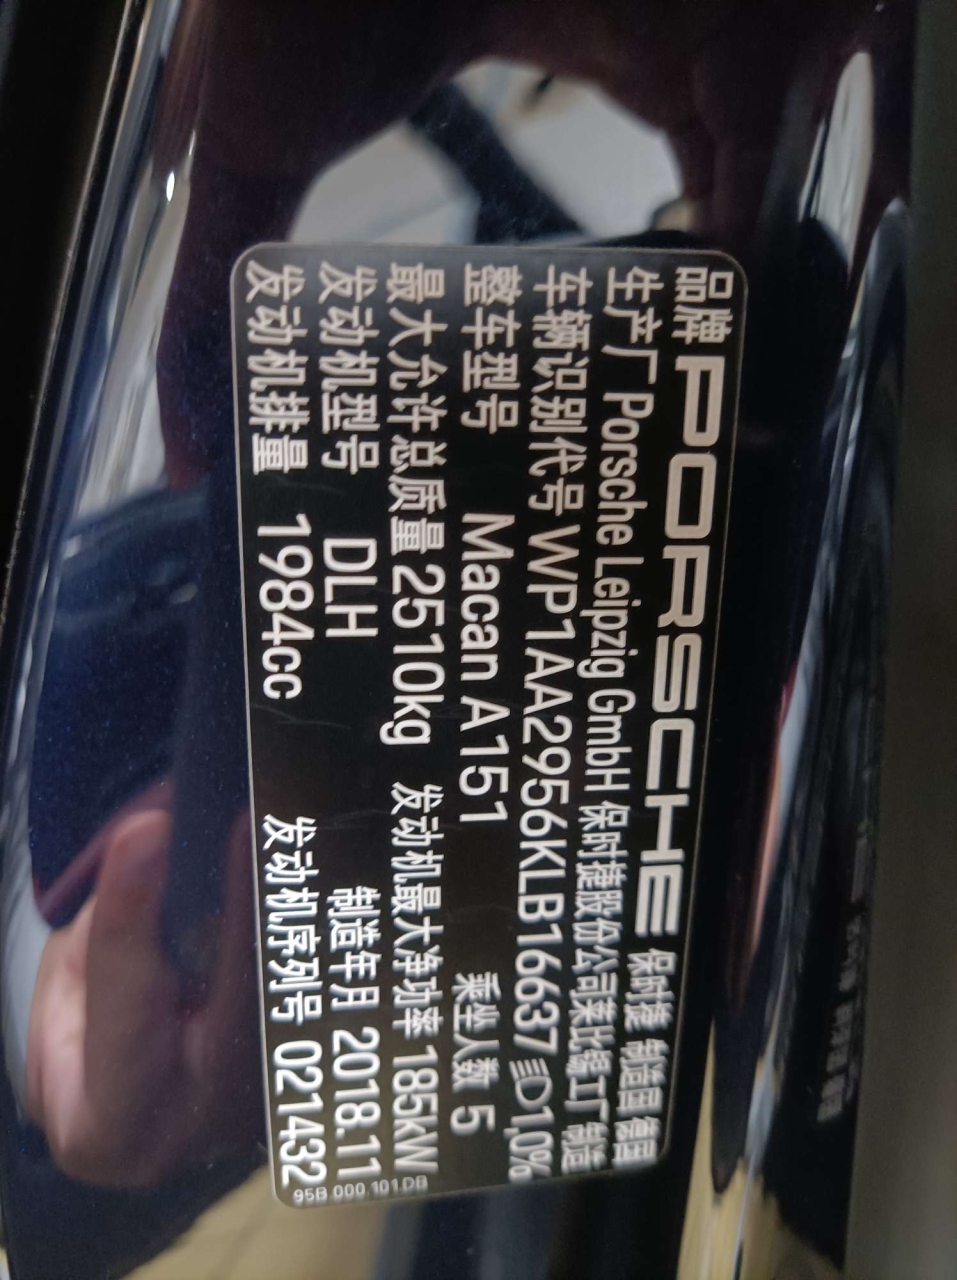 品牌 PORSCHE 保时捷 制造国 德国
生产厂 Porsche Leipzig GmbH 保时捷股份公司莱比锡工厂制造
车辆识别代号 WP1AA2956KLB16637 1,0%
整车型号 Macan A151 乘坐人数 5
最大允许总质量 2510kg 发动机最大净功率 185kW
发动机型号 DLH 制造年月 2018.11
发动机排量 1984cc 发动机序列号 021432
95B.000.101.DB